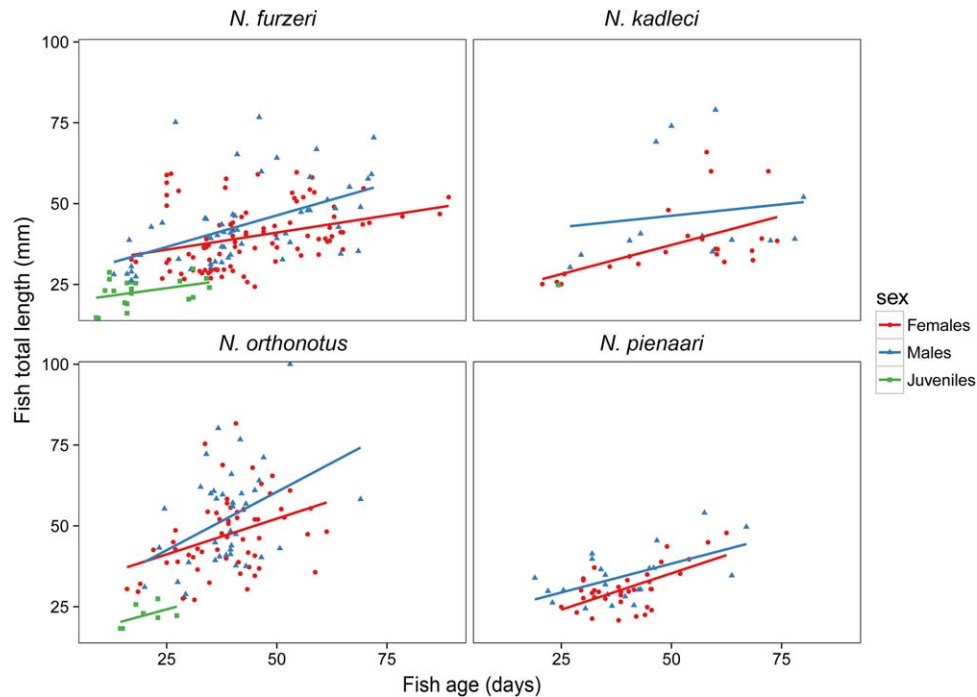 N. furzeri N. kadleci
100
75
50
25
N. orthonotus N. pienaari
100
75
50
25
25 50 75 25 50 75
Fish total length (mm)
Fish age (days)
sex
Females
Males
Juveniles